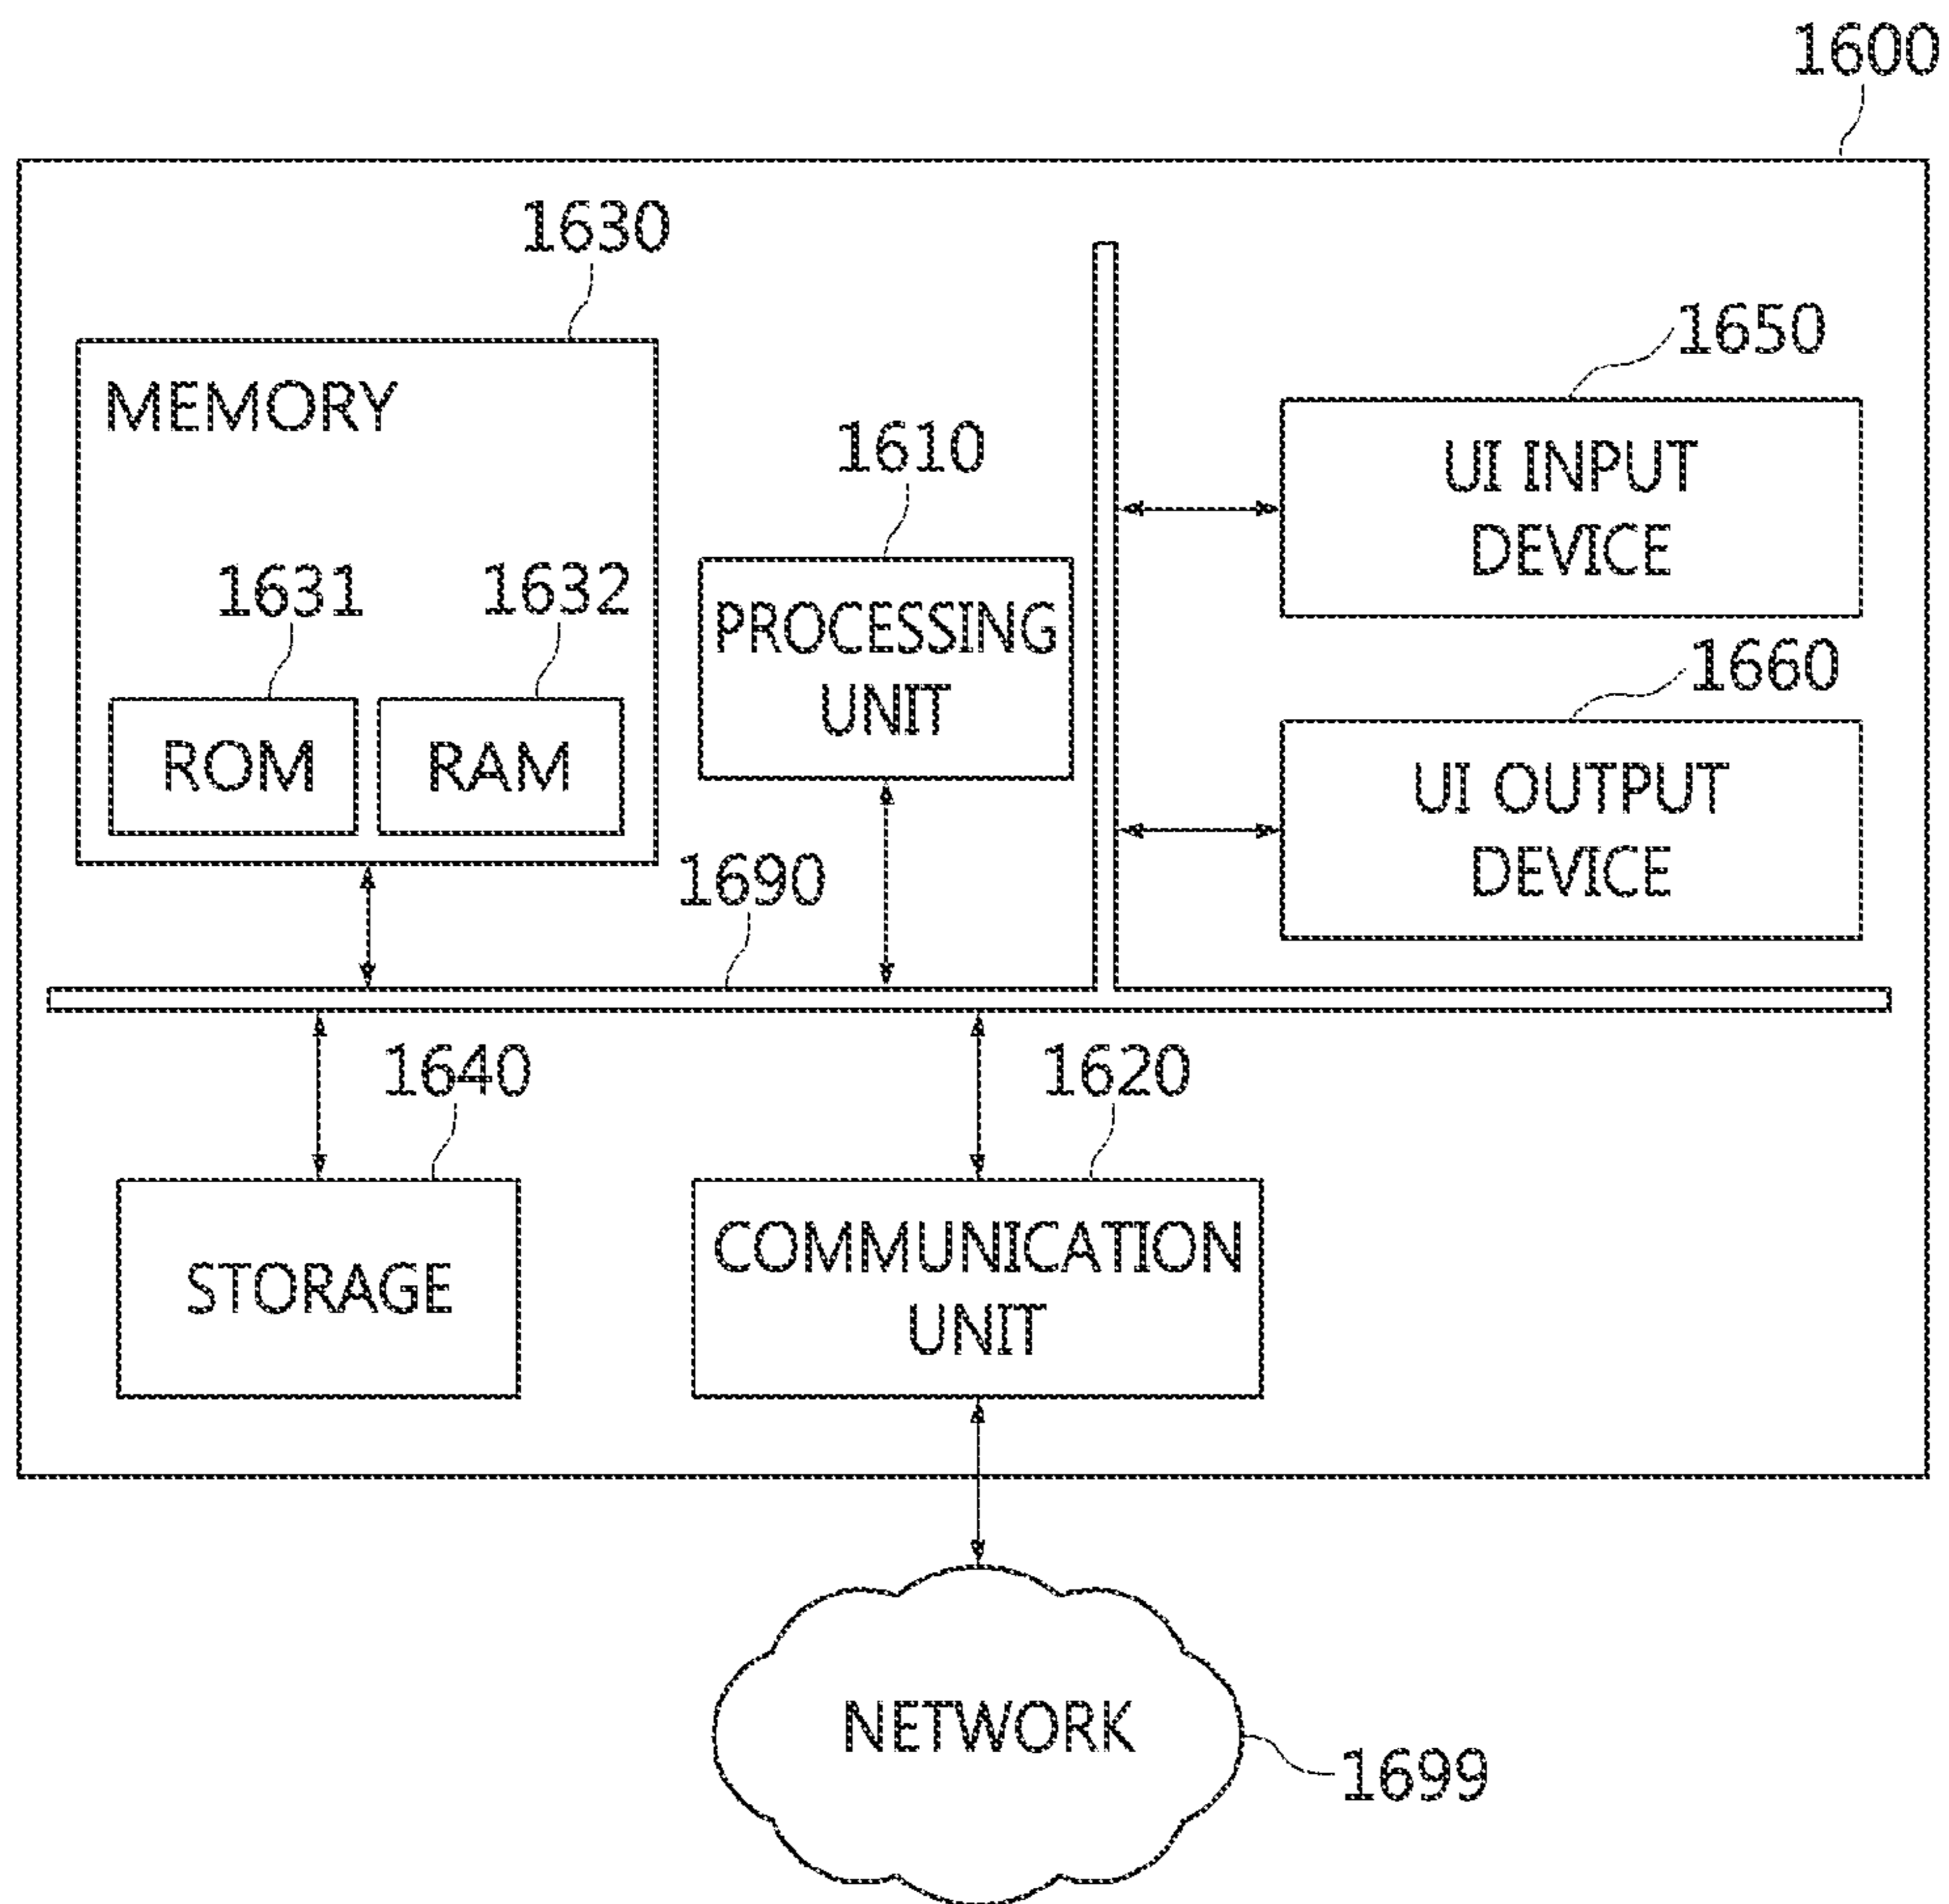 1600
1630
1650
MEMORY
1610
UI INPUT
DEVICE
1631
1632
PROCESSING
UNIT
1660
ROM
RAM
UI OUTPUT
DEVICE
1690
1640
1620
STORAGE
COMMUNICATION
UNIT
NETWORK
1699